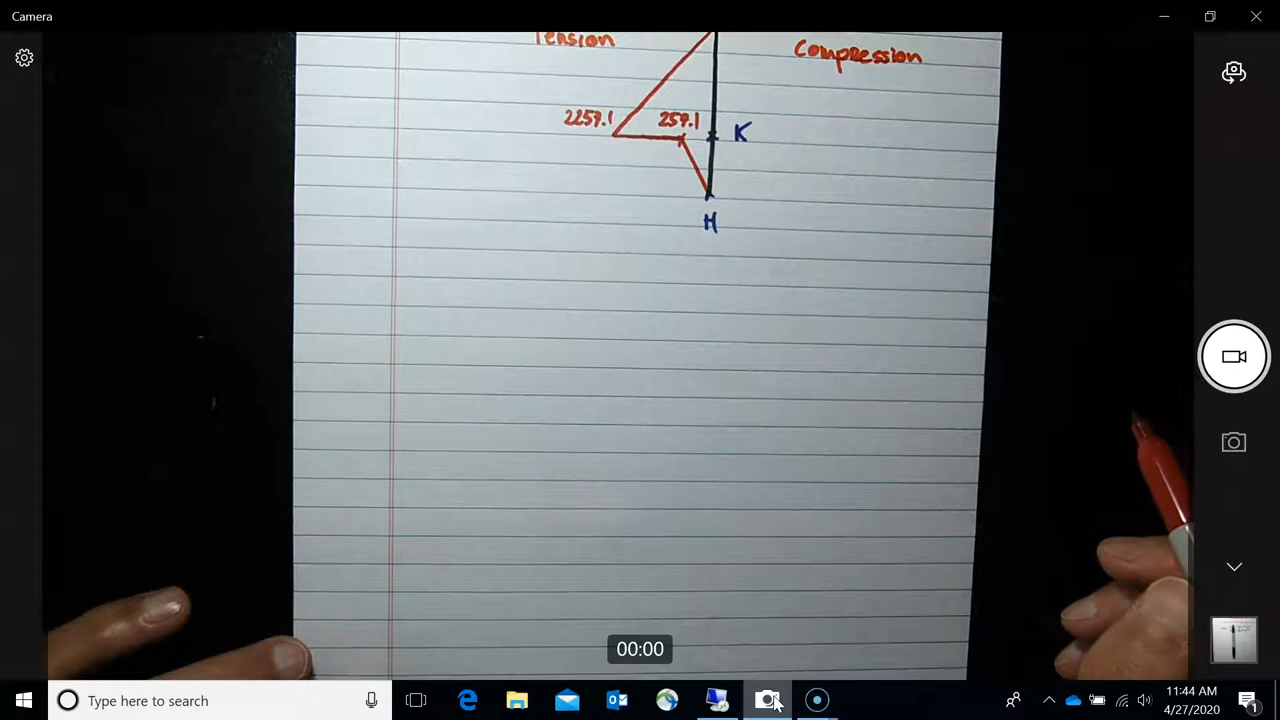 Camera
Tension
Compression
2257.1 257.1
K
H
00:00
Type here to search
11:44 AM
4/27/2020
1